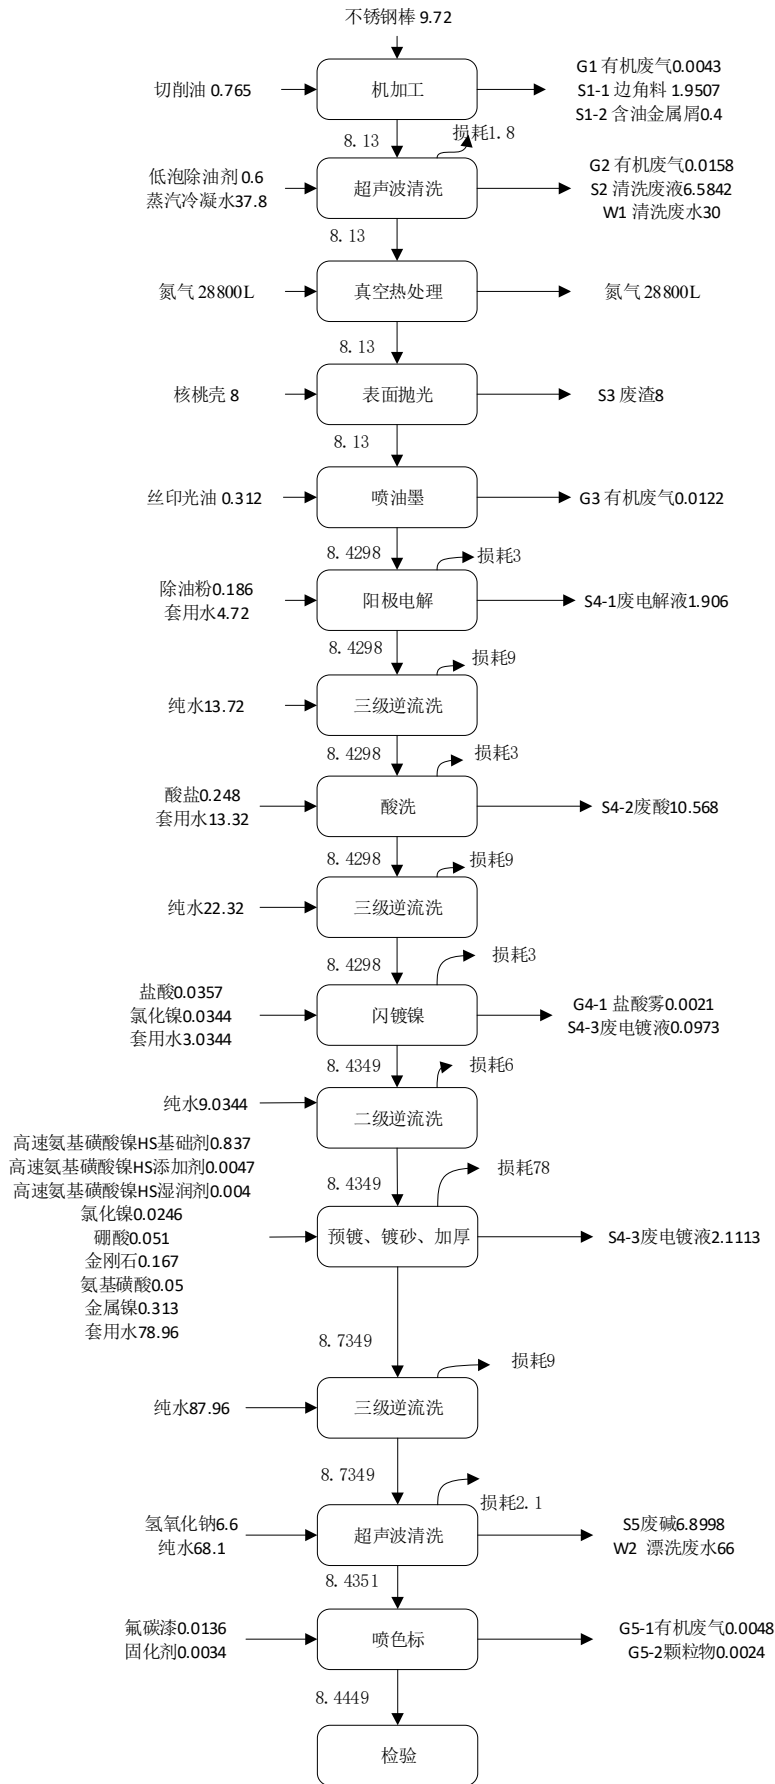 不锈钢棒 9.72
切削油 0.765
机加工
G1 有机废气0.0043
S1-1 边角料 1.9507
S1-2 含油金属屑0.4
8.13
损耗1.8
低泡除油剂 0.6
蒸汽冷凝水37.8
超声波清洗
G2 有机废气0.0158
S2 清洗废液6.5842
W1 清洗废水30
8.13
氮气 28800L
真空热处理
氮气 28800L
8.13
核桃壳 8
表面抛光
S3 废渣8
8.13
丝印光油 0.312
喷油墨
G3 有机废气0.0122
8.4298
损耗3
除油粉0.186
套用水4.72
阳极电解
S4-1废电解液1.906
8.4298
损耗9
纯水13.72
三级逆流洗
8.4298
损耗3
酸盐0.248
套用水13.32
酸洗
S4-2废酸10.568
8.4298
损耗9
纯水22.32
三级逆流洗
8.4298
损耗3
盐酸0.0357
氯化镍0.0344
套用水3.0344
闪镀镍
G4-1 盐酸雾0.0021
S4-3废电镀液0.0973
8.4349
损耗6
纯水9.0344
二级逆流洗
8.4349
损耗78
高速氨基磺酸镍HS基础剂0.837
高速氨基磺酸镍HS添加剂0.0047
高速氨基磺酸镍HS湿润剂0.004
氯化镍0.0246
硼酸0.051
金刚石0.167
氨基磺酸0.05
金属镍0.313
套用水78.96
预镀、镀砂、加厚
S4-3废电镀液2.1113
8.7349
损耗9
纯水87.96
三级逆流洗
8.7349
损耗2.1
氢氧化钠6.6
纯水68.1
超声波清洗
S5废碱6.8998
W2 漂洗废水66
8.4351
氟碳漆0.0136
固化剂0.0034
喷色标
G5-1有机废气0.0048
G5-2颗粒物0.0024
8.4449
检验